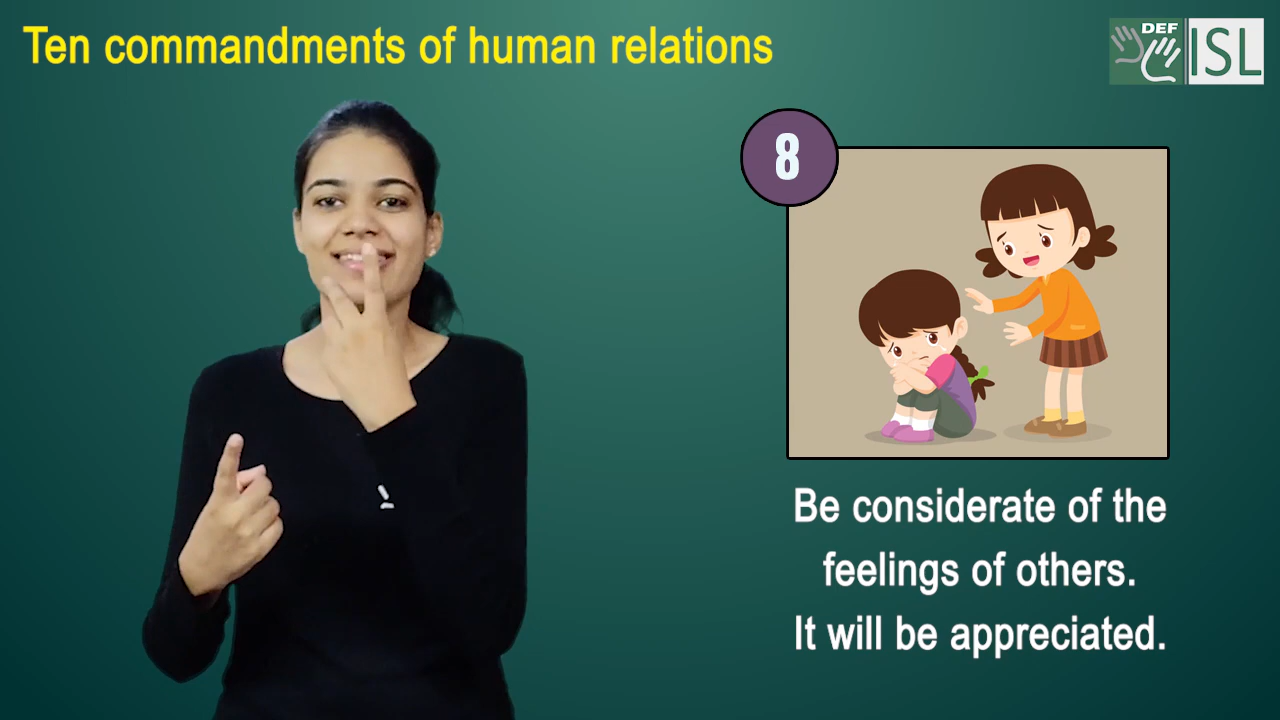 Ten commandments of human relations
DEF
ISL
8
Be considerate of the
feelings of others.
It will be appreciated.